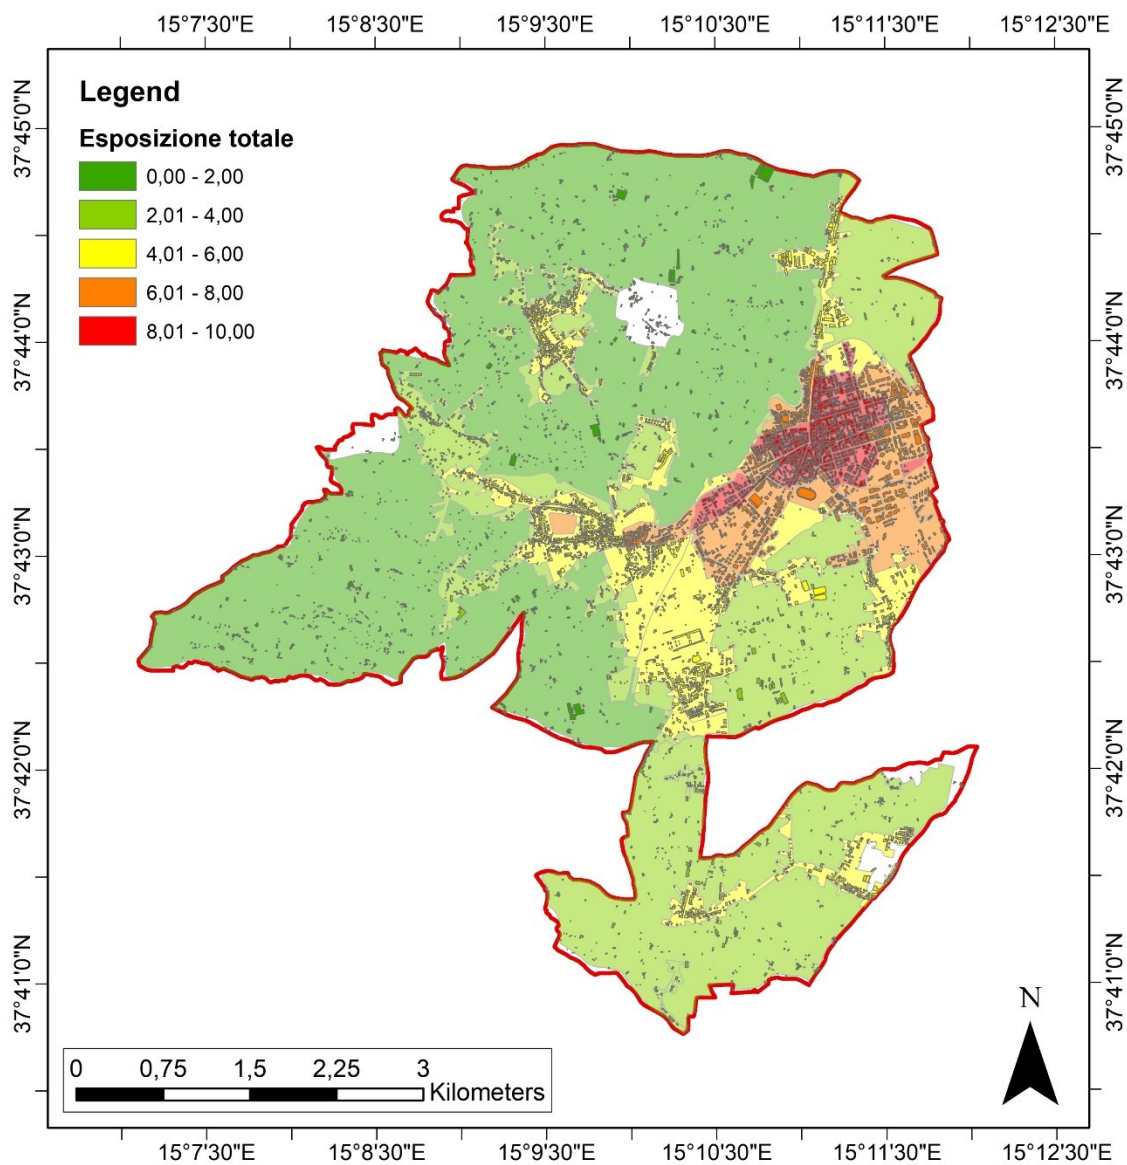 15°7'30"E 15°8'30"E 15°9'30"E 15°10'30"E 15°11'30"E 15°12'30"E
Legend
Esposizione totale
0,00 - 2,00
2,01 - 4,00
4,01 - 6,00
6,01 - 8,00
8,01 - 10,00
37°45'0"N
37°44'0"N
37°43'0"N
37°42'0"N
37°41'0"N
37°45'0"N
37°44'0"N
37°43'0"N
37°42'0"N
37°41'0"N
N
0 0,75 1,5 2,25 3
Kilometers
15°7'30"E 15°8'30"E 15°9'30"E 15°10'30"E 15°11'30"E 15°12'30"E